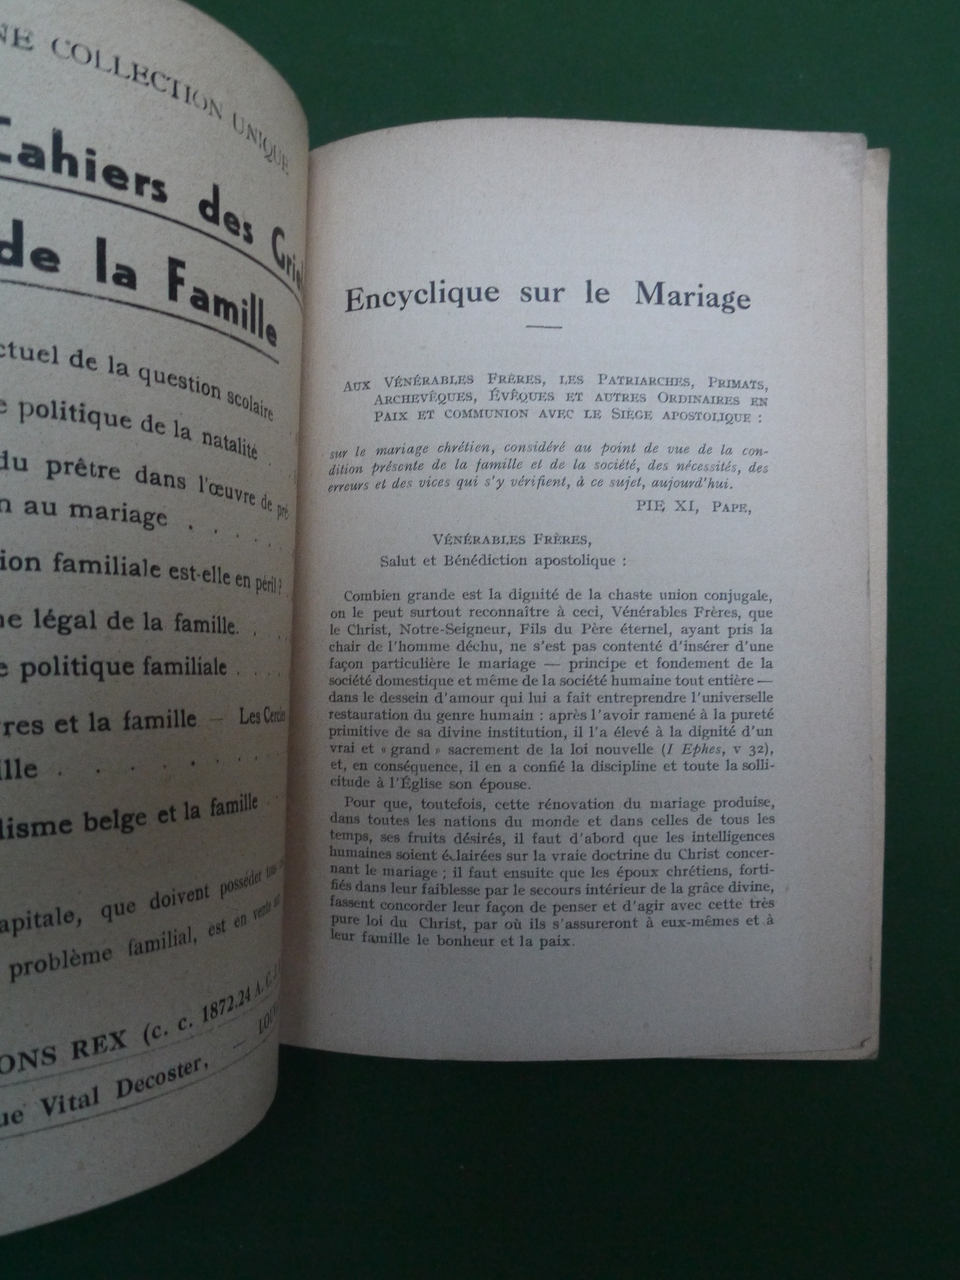 NE COLLECTION UNIQUE
Cahiers des
de la Famille
ctuel de la question scolaire
e politique de la natalité .
du prêtre dans l'œuvre de
n au mariage . .
ion familiale est-elle en péril ?
ne légal de la famille. .
e politique familiale . . . .
res et la famille — Les Cercles
ille . . . . . . .
lisme belge et la famille . .
apitale, que doivent posséder tous
problème familial, est en vente
ONS REX (c. c. 1872.24
ue Vital Decoster, —
Encyclique sur le Mariage
Aux Vénérables Frères, les Patriarches, Primats,
Archevêques, Évêques et autres Ordinaires en
Paix et communion avec le Siège apostolique :
sur le mariage chrétien, considéré au point de vue de la con-
dition présente de la famille et de la société, des nécessités, des
erreurs et des vices qui s'y vérifient, à ce sujet, aujourd'hui.
PIE XI, Pape,
Vénérables Frères,
Salut et Bénédiction apostolique :
Combien grande est la dignité de la chaste union conjugale,
on le peut surtout reconnaître à ceci, Vénérables Frères, que
le Christ, Notre-Seigneur, Fils du Père éternel, ayant pris la
chair de l'homme déchu, ne s'est pas contenté d'insérer d'une
façon particulière le mariage — principe et fondement de la
société domestique et même de la société humaine tout entière —
dans le dessein d'amour qui lui a fait entreprendre l'universelle
restauration du genre humain : après l'avoir ramené à la pureté
primitive de sa divine institution, il l'a élevé à la dignité d'un
vrai et « grand » sacrement de la loi nouvelle (I Ephes, v 32),
et, en conséquence, il en a confié la discipline et toute la solli-
citude à l'Église son épouse.
Pour que, toutefois, cette rénovation du mariage produise,
dans toutes les nations du monde et dans celles de tous les
temps, ses fruits désirés, il faut d'abord que les intelligences
humaines soient éclairées sur la vraie doctrine du Christ concer-
nant le mariage ; il faut ensuite que les époux chrétiens, forti-
fiés dans leur faiblesse par le secours intérieur de la grâce divine,
fassent concorder leur façon de penser et d'agir avec cette très
pure loi du Christ, par où ils s'assureront à eux-mêmes et à
leur famille le bonheur et la paix.